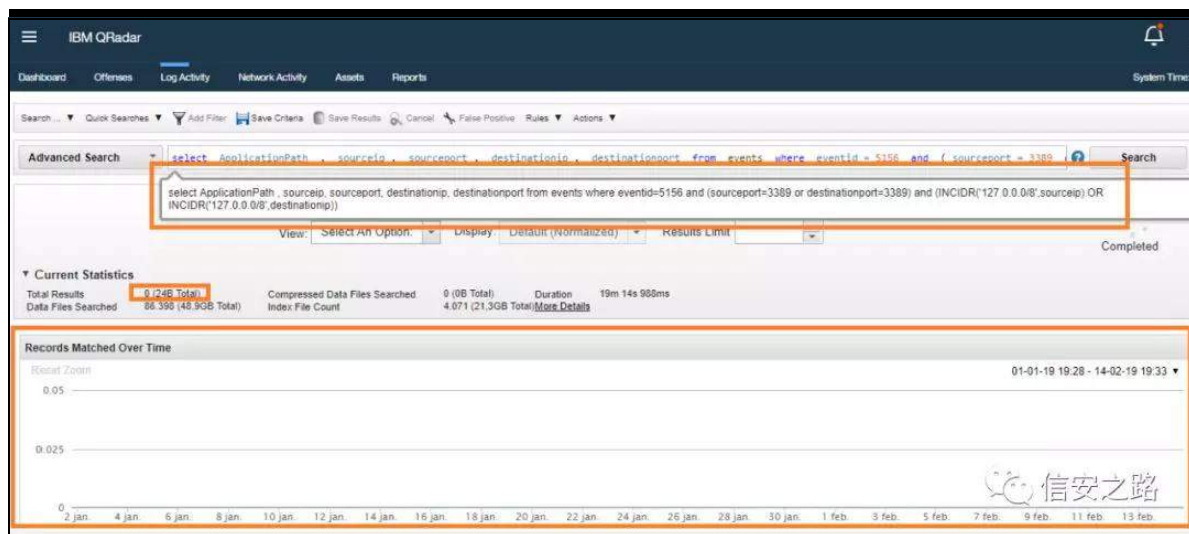 IBM QRadar
Dashboard Offenses Log Activity Network Activity Assets Reports System Time
Search ... ▼ Quick Searches ▼ Add Filter Save Criteria Save Results Cancel False Positive Rules ▼ Actions ▼
Advanced Search select ApplicationPath , sourceip , sourceport , destinationip , destinationport from events where eventid = 5156 and ( sourceport = 3389 Search
select ApplicationPath , sourceip, sourceport, destinationip, destinationport from events where eventid=5156 and (sourceport=3389 or destinationport=3389) and (INCIDR('127.0.0.0/8',sourceip) OR
INCIDR('127.0.0.0/8',destinationip))
View: Select An Option: Display: Default (Normalized) Results Limit
Completed
▼ Current Statistics
Total Results 0 (24B Total) Compressed Data Files Searched 0 (0B Total) Duration 19m 14s 988ms
Data Files Searched 86.398 (48,9GB Total) Index File Count 4.071 (21,3GB Total) More Details
Records Matched Over Time
Reset Zoom 01-01-19 19:28 - 14-02-19 19:33 ▼
0.05
0.025
0
2 jan. 4 jan. 6 jan. 8 jan. 10 jan. 12 jan. 14 jan. 16 jan. 18 jan. 20 jan. 22 jan. 24 jan. 26 jan. 28 jan. 30 jan. 1 feb. 3 feb. 5 feb. 7 feb. 9 feb. 11 feb. 13 feb.
信安之路